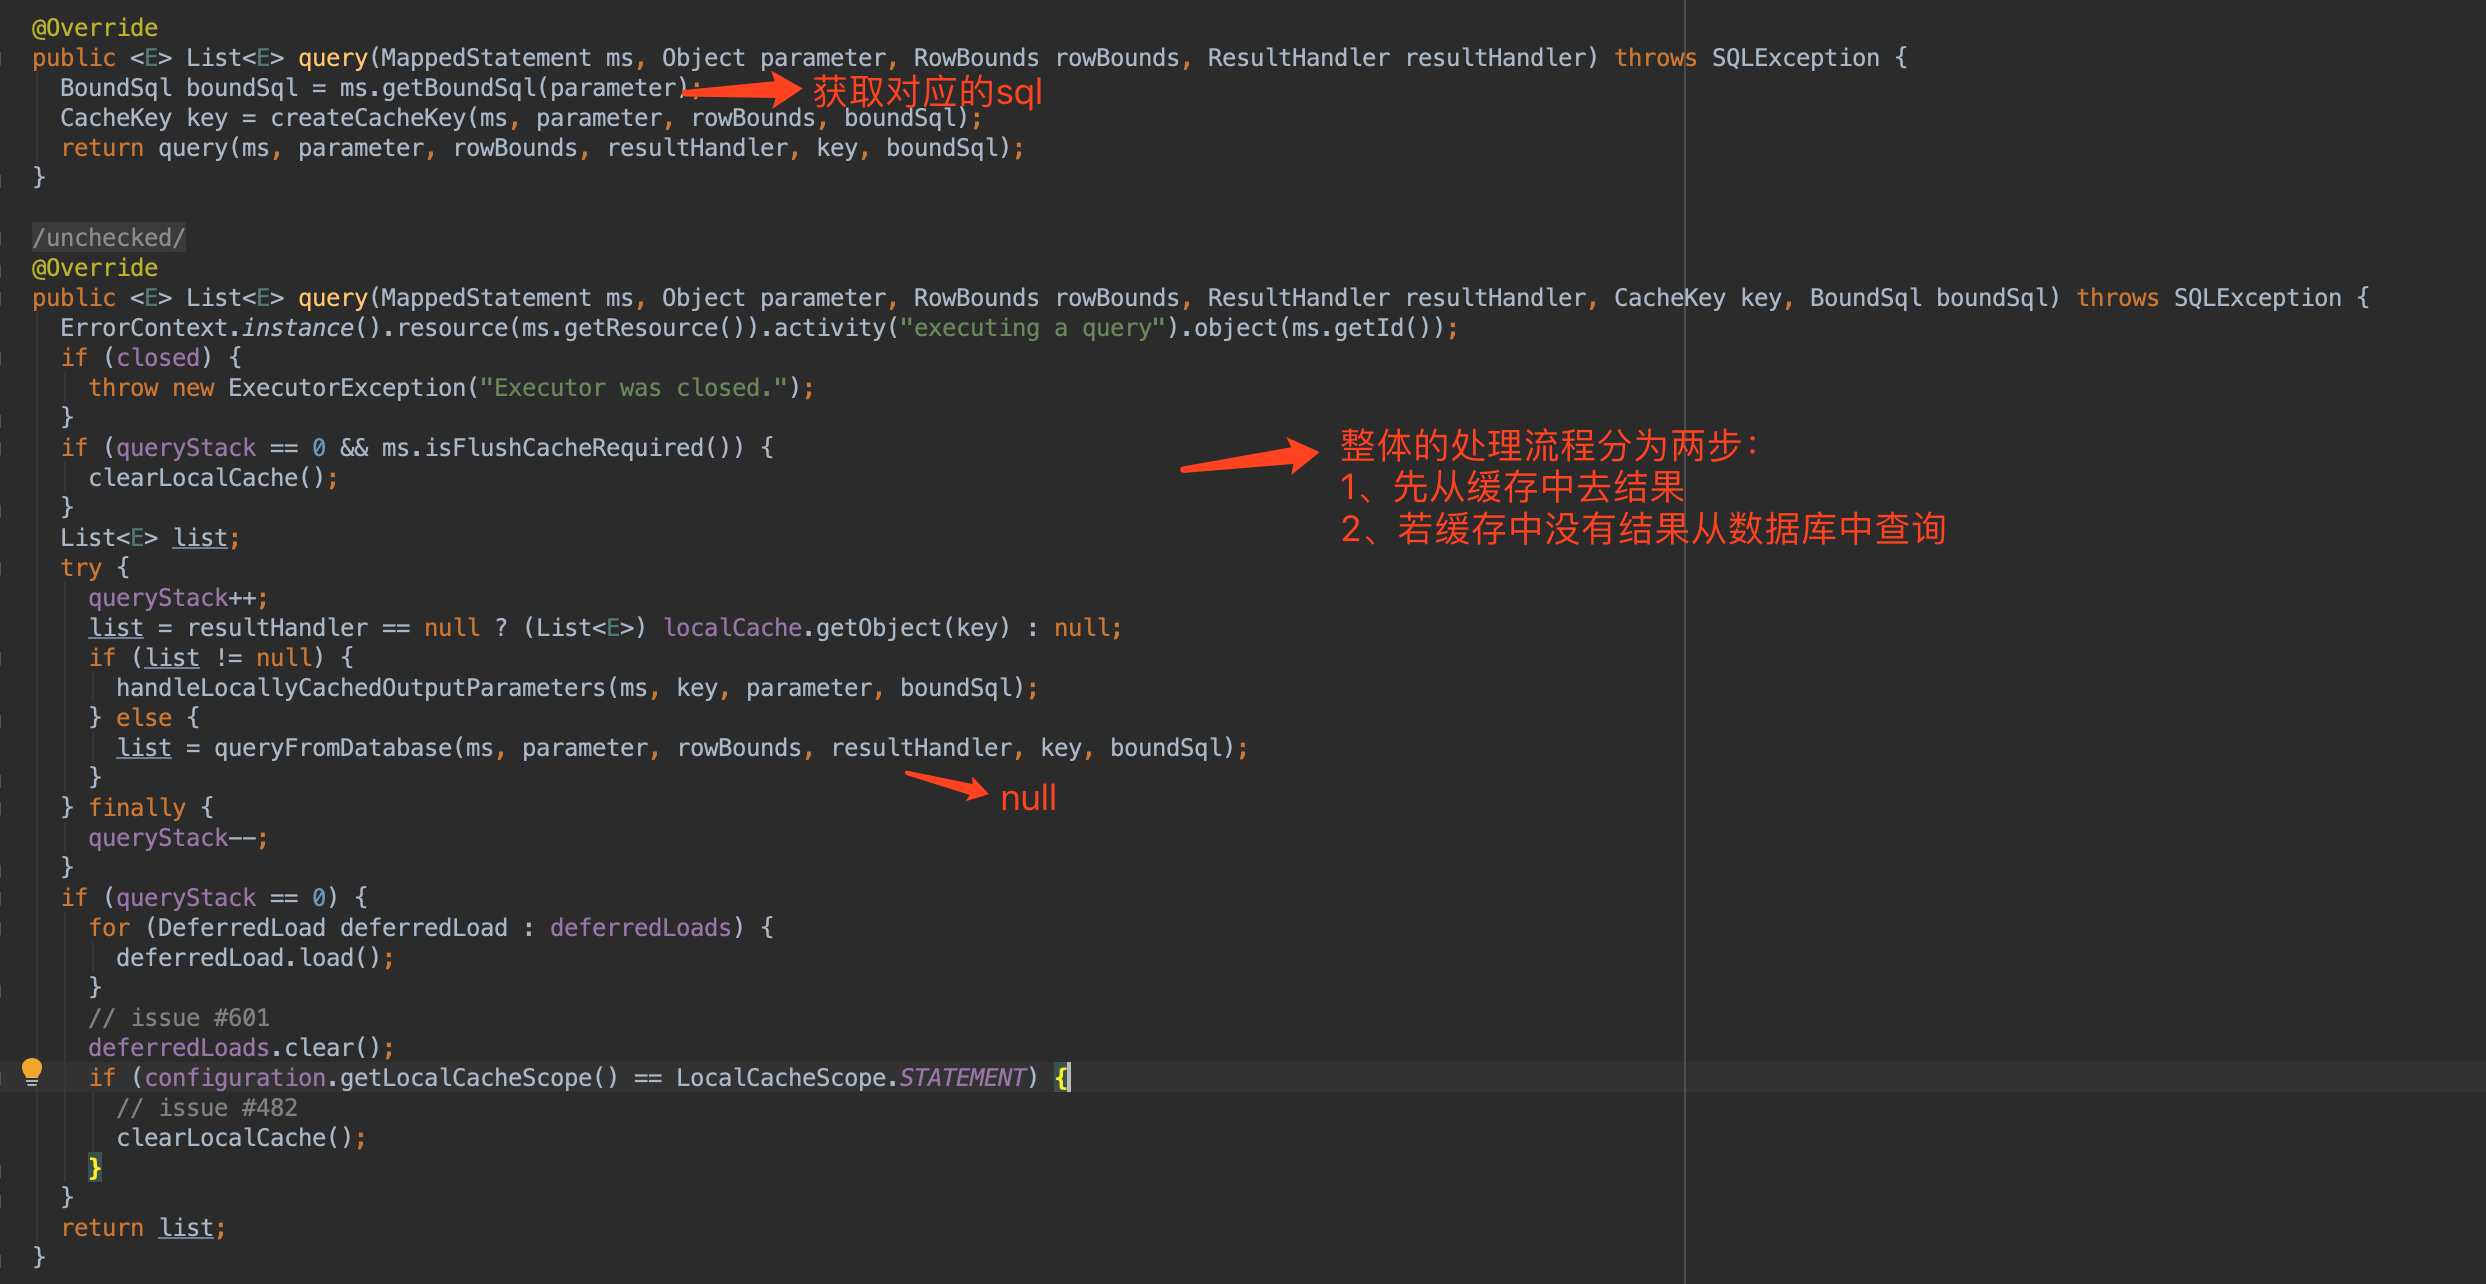 @Override
public <E> List<E> query(MappedStatement ms, Object parameter, RowBounds rowBounds, ResultHandler resultHandler) throws SQLException {
BoundSql boundSql = ms.getBoundSql(parameter);
获取对应的sql
CacheKey key = createCacheKey(ms, parameter, rowBounds, boundSql);
return query(ms, parameter, rowBounds, resultHandler, key, boundSql);
}
/unchecked/
@Override
public <E> List<E> query(MappedStatement ms, Object parameter, RowBounds rowBounds, ResultHandler resultHandler, CacheKey key, BoundSql boundSql) throws SQLException {
ErrorContext.instance().resource(ms.getResource()).activity("executing a query").object(ms.getId());
if (closed) {
throw new ExecutorException("Executor was closed.");
}
if (queryStack == 0 && ms.isFlushCacheRequired()) {
clearLocalCache();
}
整体的处理流程分为两步：
1、先从缓存中去结果
2、若缓存中没有结果从数据库中查询
List<E> list;
try {
queryStack++;
list = resultHandler == null ? (List<E>) localCache.getObject(key) : null;
if (list != null) {
handleLocallyCachedOutputParameters(ms, key, parameter, boundSql);
} else {
list = queryFromDatabase(ms, parameter, rowBounds, resultHandler, key, boundSql);
}
null
} finally {
queryStack--;
}
if (queryStack == 0) {
for (DeferredLoad deferredLoad : deferredLoads) {
deferredLoad.load();
}
// issue #601
deferredLoads.clear();
if (configuration.getLocalCacheScope() == LocalCacheScope.STATEMENT) {
// issue #482
clearLocalCache();
}
}
return list;
}